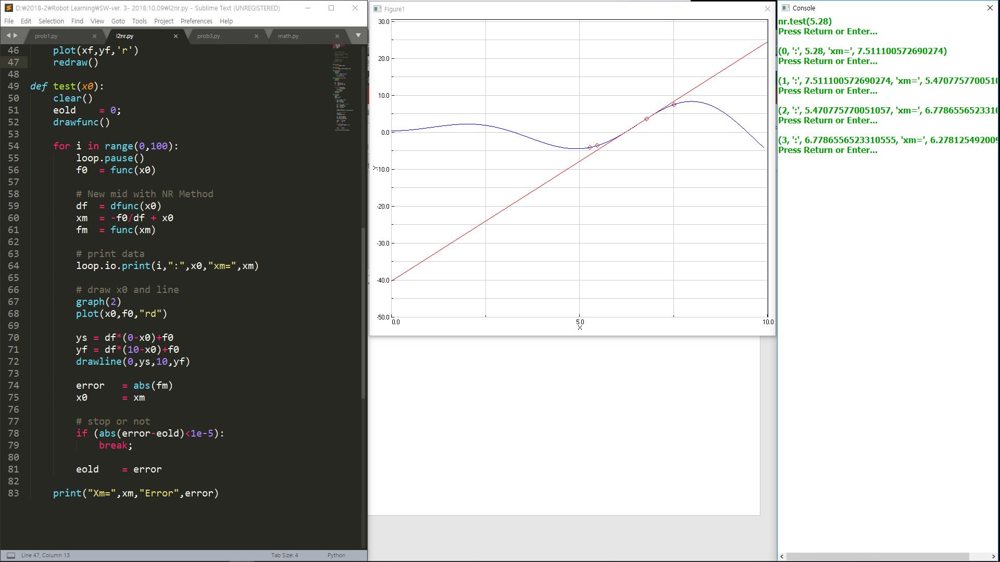 D:₩2018-2₩Robot Learning₩SW-ver. 3- 2018.10.09₩l2nr.py - Sublime Text (UNREGISTERED)
File Edit Selection Find View Goto Tools Project Preferences Help
prob1.py l2nr.py prob3.py math.py
46 plot(xf,yf,'r')
47 redraw()
48
49 def test(x0):
50 clear()
51 eold = 0;
52 drawfunc()
53
54 for i in range(0,100):
55 loop.pause()
56 f0 = func(x0)
57
58 # New mid with NR Method
59 df = dfunc(x0)
60 xm = -f0/df + x0
61 fm = func(xm)
62
63 # print data
64 loop.io.print(i,":",x0,"xm=",xm)
65
66 # draw x0 and line
67 graph(2)
68 plot(x0,f0,"rd")
69
70 ys = df*(0-x0)+f0
71 yf = df*(10-x0)+f0
72 drawline(0,ys,10,yf)
73
74 error = abs(fm)
75 x0 = xm
76
77 # stop or not
78 if (abs(error-eold)<1e-5):
79 break;
80
81 eold = error
82
83 print("Xm=",xm,"Error",error)
Line 47, Column 13 Tab Size: 4 Python
Figure1
30.0
20.0
10.0
0.0
Y
-10.0
-20.0
-30.0
-40.0
-50.0
0.0 5.0 10.0
X
Console
nr.test(5.28)
Press Return or Enter...
(0, ':', 5.28, 'xm=', 7.511100572690274)
Press Return or Enter...
(1, ':', 7.511100572690274, 'xm=', 5.470775770051
Press Return or Enter...
(2, ':', 5.470775770051057, 'xm=', 6.778655652331
Press Return or Enter...
(3, ':', 6.7786556523310555, 'xm=', 6.278125492009
Press Return or Enter...